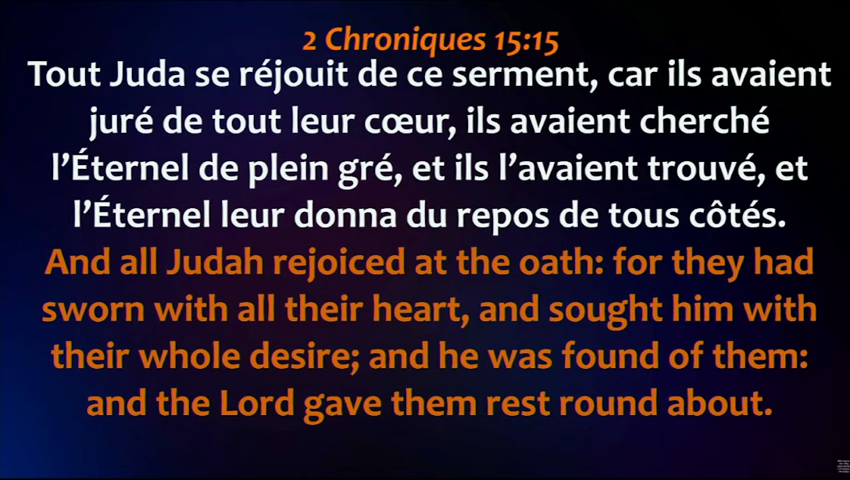 2 Chroniques 15:15
Tout Juda se réjouit de ce serment, car ils avaient
juré de tout leur cœur, ils avaient cherché
l’Éternel de plein gré, et ils l’avaient trouvé, et
l’Éternel leur donna du repos de tous côtés.
And all Judah rejoiced at the oath: for they had
sworn with all their heart, and sought him with
their whole desire; and he was found of them:
and the Lord gave them rest round about.